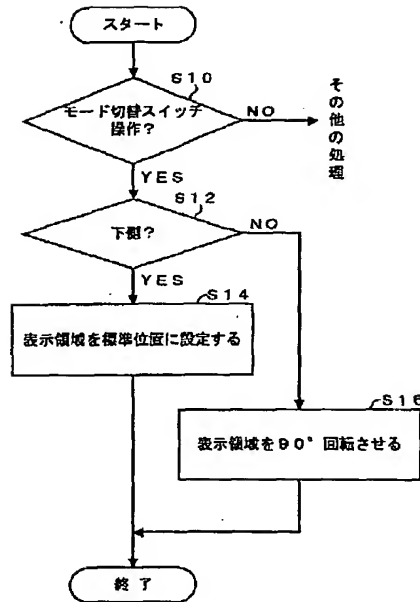 スタート
S10
モード切替スイッチ
操作?
NO
その他の処理
YES
S12
下側?
NO
YES
S14
表示領域を標準位置に設定する
S16
表示領域を90°回転させる
終了